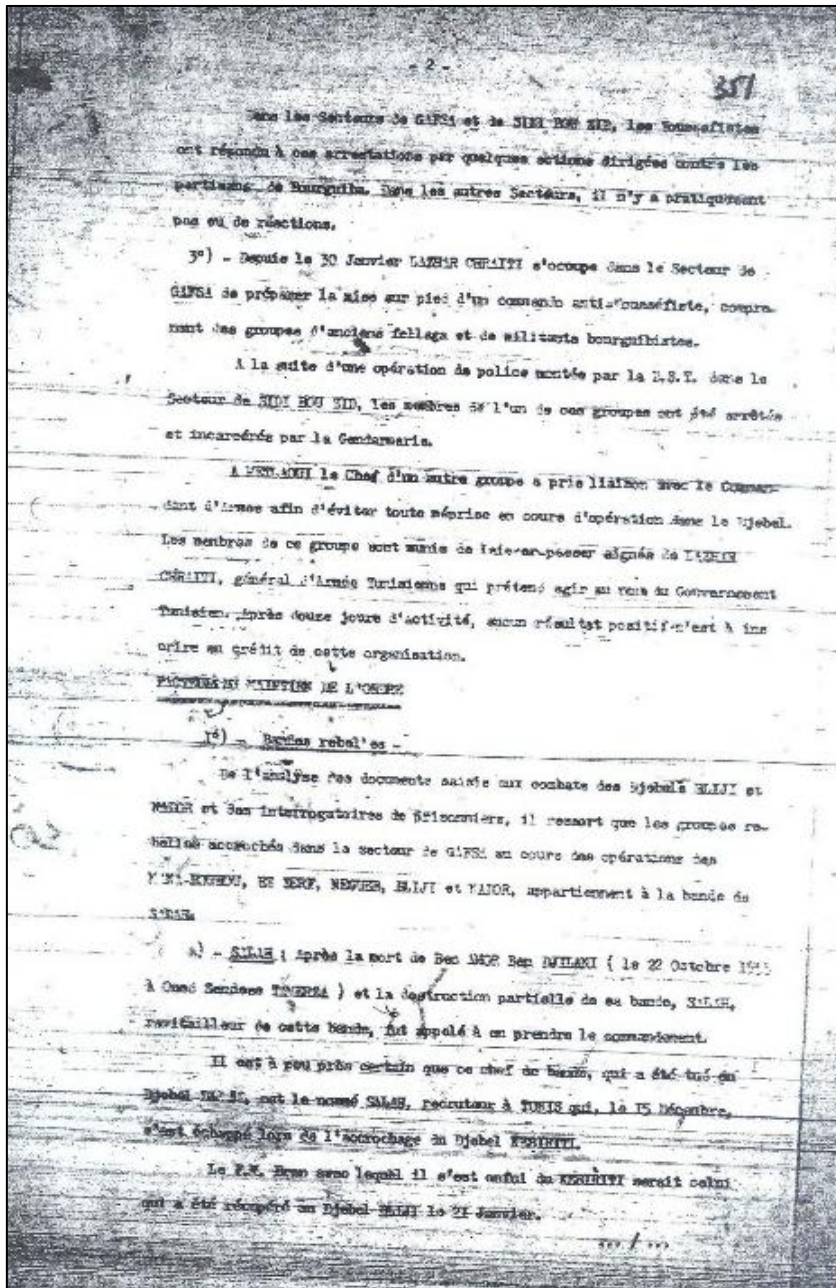 - 2 -
357
Dans les Secteurs de GAFSA et de SIDI BOU ZID, les Youssefistes
ont répondu à ces arrestations par quelques actions dirigées contre les
partisans de Bourguiba. Dans les autres Secteurs, il n'y a pratiquement
pas eu de réactions.
3°) - Depuis le 30 Janvier LAZHAR CHRAITI s'occupe dans le Secteur de
GAFSA de préparer la mise sur pied d'un commando anti-Youssefiste, compre-
nant des groupes d'anciens fellaga et de militants bourguibistes.
A la suite d'une opération de police montée par la D.S.T. dans le
Secteur de SIDI BOU ZID, les membres de l'un de ces groupes ont été arrêtés
et incarcérés par la Gendarmerie.
A METLAOUI le Chef d'un autre groupe a pris liaison avec le Comman-
dant d'Armes afin d'éviter toute méprise en cours d'opération dans le Djebel.
Les membres de ce groupe sont munis de laisser-passer signés de LAZHAR
CHRAITI, général d'Armée Tunisienne qui prétend agir au nom du Gouvernement
Tunisien. Après douze jours d'activité, aucun résultat positif n'est à ins
crire au crédit de cette organisation.
MAINTIEN DE L'ORDRE
1°) - Bandes rebelles -
De l'analyse des documents saisis aux combats des Djebels BLIJI et
MAJOR et des interrogatoires de prisonniers, il ressort que les groupes re-
belles accrochés dans le secteur de GAFSA au cours des opérations des
BLIJI et MAJOR, appartiennent à la bande de
SALAH.
a) - SALAH : Après la mort de Ben AMOR Ben DJILANI ( le 22 Octobre
à Oued TAMERZA ) et la destruction partielle de sa bande, SALAH,
ravitailleur de cette bande, fut appelé à en prendre le commandement.
Il est à peu près certain que ce chef de bande, qui a été tué au
Djebel est le nommé SALAH, recruteur à TUNIS qui, le 15 Décembre,
s'est échappé lors de l'accrochage du Djebel KEBIRITI.
Le F.M. Bren avec lequel il s'est enfui du KEBIRITI serait celui
qui a été récupéré au Djebel BLIJI le 21 Janvier.
... / ...